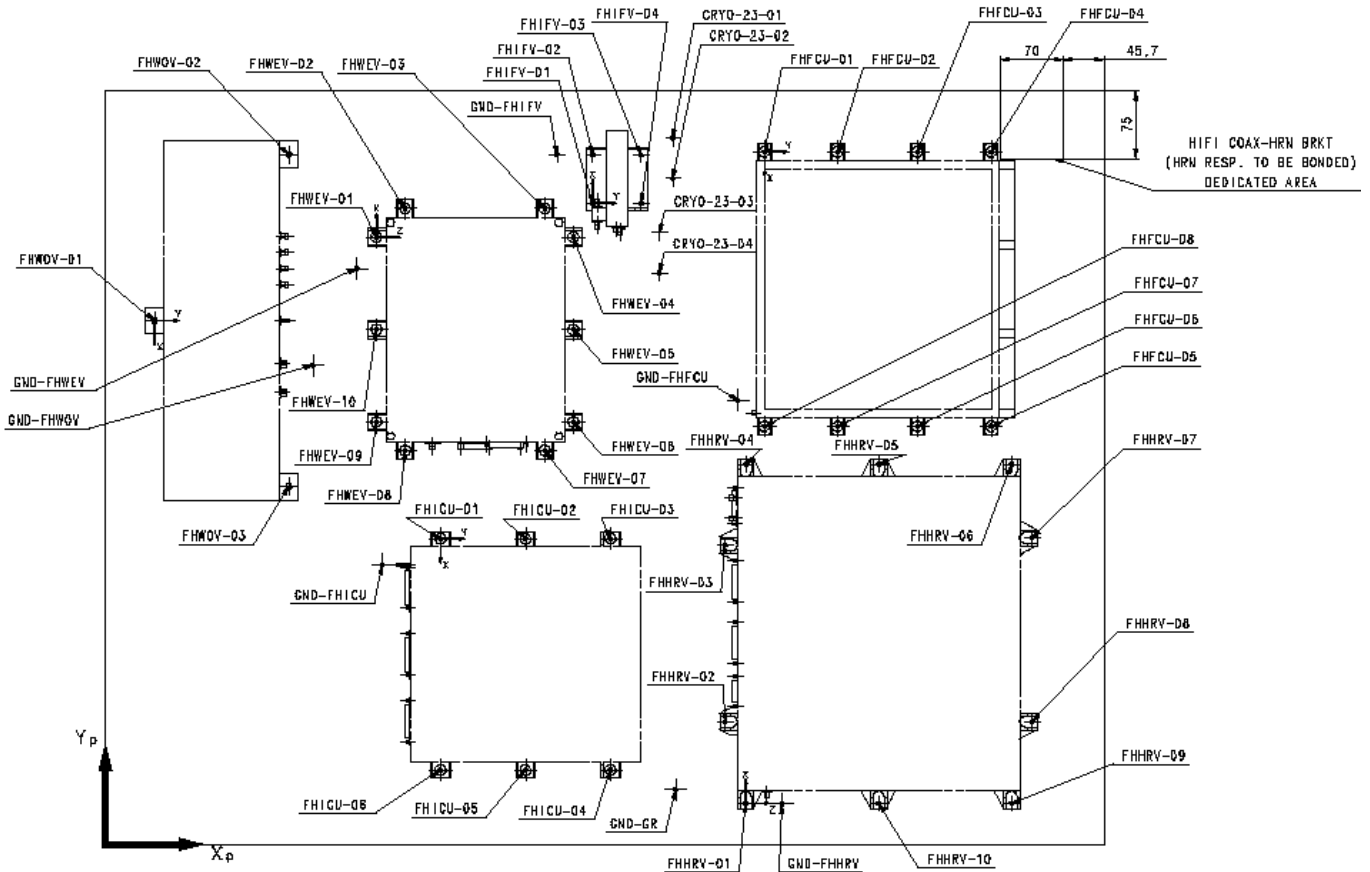 FHIFV-04
FHIFV-03
CRYO-23-01
FHFCU-03
FHFCU-04
FHIFV-02
CRYO-23-02
FHWOV-02
FHWEV-02
FHWEV-03
FHIFV-01
FHFCU-01
FHFCU-02
70
45,7
GND-FHIFV
75
HIFI COAX-HRN BRKT
(HRN RESP. TO BE BONDED)
DEDICATED AREA
Y
X
Z
Y
FHWEV-01
X
Z
CRYO-23-03
CRYO-23-04
FHFCU-08
FHWOV-01
FHWEV-04
FHFCU-07
Y
X
FHFCU-06
FHWEV-05
FHFCU-05
GND-FHWEV
GND-FHFCU
FHWEV-10
GND-FHWOV
FHWEV-09
FHWEV-06
FHHRV-04
FHHRV-05
FHHRV-07
FHWEV-08
FHWEV-07
FHICU-01
FHICU-02
FHICU-03
FHWOV-03
Y
X
FHHRV-06
FHHRV-03
GND-FHICU
FHHRV-08
FHHRV-02
Yp
FHHRV-09
FHICU-06
FHICU-05
FHICU-04
Z
GND-GR
Xp
FHHRV-01
GND-FHHRV
FHHRV-10